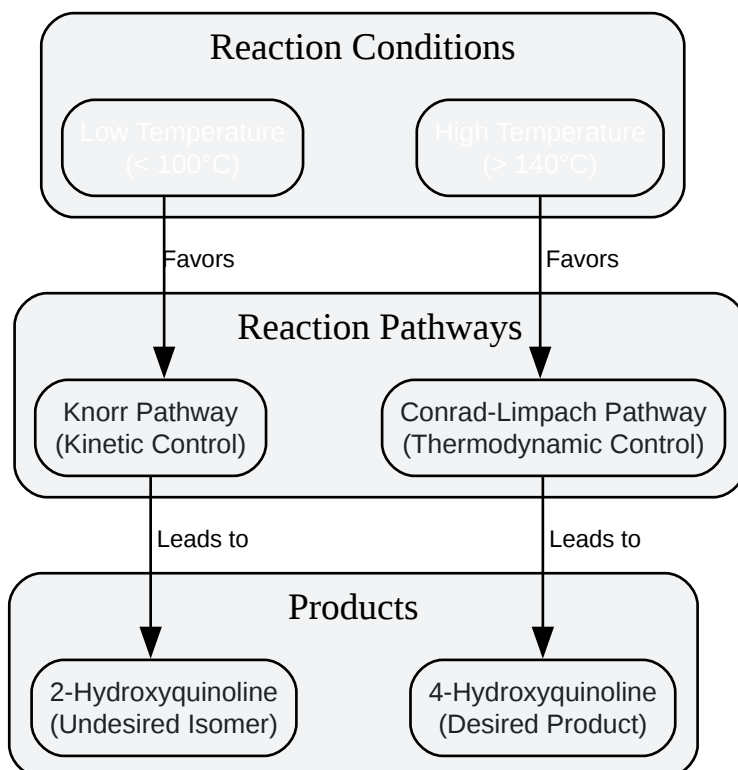 Reaction Conditions
Low Temperature
(< 100°C)
High Temperature
(> 140°C)
Favors
Favors
Reaction Pathways
Knorr Pathway
(Kinetic Control)
Conrad-Limpach Pathway
(Thermodynamic Control)
Leads to
Leads to
Products
2-Hydroxyquinoline
(Undesired Isomer)
4-Hydroxyquinoline
(Desired Product)